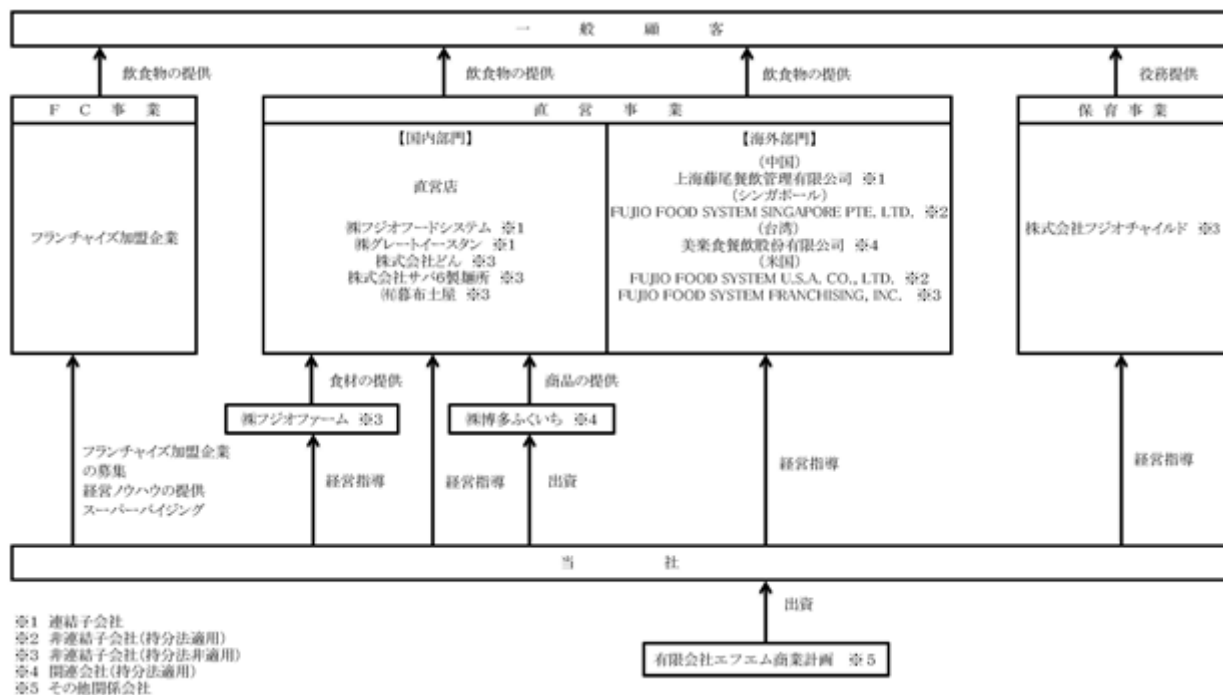 一般顧客
飲食物の提供
飲食物の提供
飲食物の提供
役務提供
FC事業
直営事業
保育事業
フランチャイズ加盟企業
【国内部門】
直営店
㈱フジオフードシステム ※1
㈱グレートイースタン ※1
株式会社どん ※3
株式会社サバ6製麺所 ※3
㈲暮布土屋 ※3
【海外部門】
(中国)
上海藤尾餐飲管理有限公司 ※1
(シンガポール)
FUJIO FOOD SYSTEM SINGAPORE PTE. LTD. ※2
(台湾)
美楽食餐飲股份有限公司 ※4
(米国)
FUJIO FOOD SYSTEM U.S.A. CO., LTD. ※2
FUJIO FOOD SYSTEM FRANCHISING, INC. ※3
株式会社フジオチャイルド ※3
食材の提供
商品の提供
㈱フジオファーム ※3
㈱博多ふくいち ※4
フランチャイズ加盟企業
の募集
経営ノウハウの提供
スーパーバイジング
経営指導
経営指導
出資
経営指導
経営指導
当社
出資
有限会社エフエム商業計画 ※5
※1 連結子会社
※2 非連結子会社(持分法適用)
※3 非連結子会社(持分法非適用)
※4 関連会社(持分法適用)
※5 その他関係会社